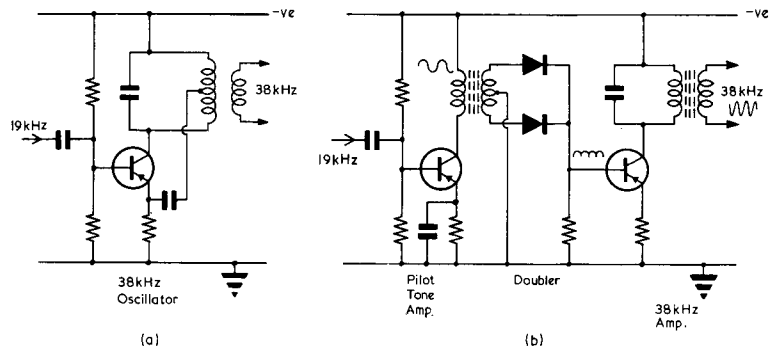 -ve
38kHz
19kHz
38kHz
Oscillator
(a)
-ve
38kHz
19kHz
Pilot
Tone
Amp.
Doubler
38kHz
Amp.
(b)